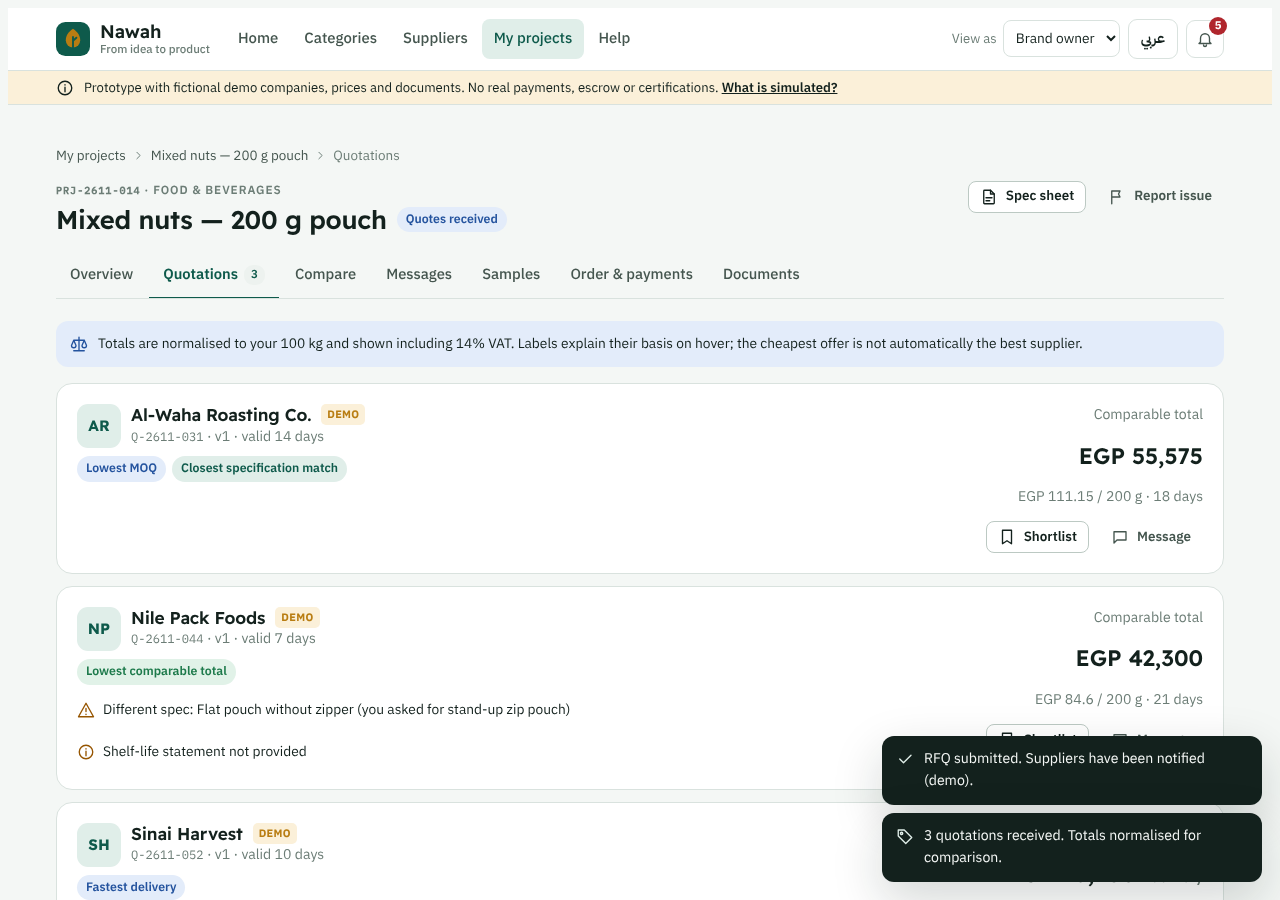 Nawah
From idea to product
Home
Categories
Suppliers
My projects
Help
View as
Brand owner
عربي
5
Prototype with fictional demo companies, prices and documents. No real payments, escrow or certifications. What is simulated?
My projects > Mixed nuts — 200 g pouch > Quotations
PRJ-2611-014 · FOOD & BEVERAGES
Mixed nuts — 200 g pouch
Quotes received
Spec sheet
Report issue
Overview
Quotations 3
Compare
Messages
Samples
Order & payments
Documents
Totals are normalised to your 100 kg and shown including 14% VAT. Labels explain their basis on hover; the cheapest offer is not automatically the best supplier.
AR
Al-Waha Roasting Co. DEMO
Q-2611-031 · v1 · valid 14 days
Lowest MOQ
Closest specification match
Comparable total
EGP 55,575
EGP 111.15 / 200 g · 18 days
Shortlist
Message
NP
Nile Pack Foods DEMO
Q-2611-044 · v1 · valid 7 days
Lowest comparable total
Different spec: Flat pouch without zipper (you asked for stand-up zip pouch)
Shelf-life statement not provided
Comparable total
EGP 42,300
EGP 84.6 / 200 g · 21 days
SH
Sinai Harvest DEMO
Q-2611-052 · v1 · valid 10 days
Fastest delivery
RFQ submitted. Suppliers have been notified
(demo).
3 quotations received. Totals normalised for
comparison.